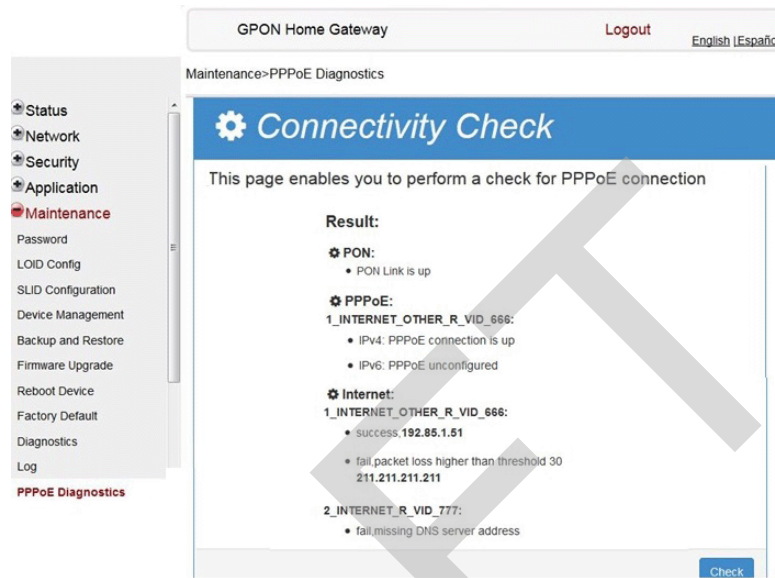 GPON Home Gateway
Logout
English |Españo
Maintenance>PPPoE Diagnostics
Status
Network
Security
Application
Maintenance
Password
LOID Config
SLID Configuration
Device Management
Backup and Restore
Firmware Upgrade
Reboot Device
Factory Default
Diagnostics
Log
PPPoE Diagnostics
Connectivity Check
This page enables you to perform a check for PPPoE connection
Result:
PON:
PON Link is up
PPPoE:
1_INTERNET_OTHER_R_VID_666:
IPv4: PPPoE connection is up
IPv6: PPPoE unconfigured
Internet:
1_INTERNET_OTHER_R_VID_666:
success,192.85.1.51
fail,packet loss higher than threshold 30
211.211.211.211
2_INTERNET_R_VID_777:
fail,missing DNS server address
Check